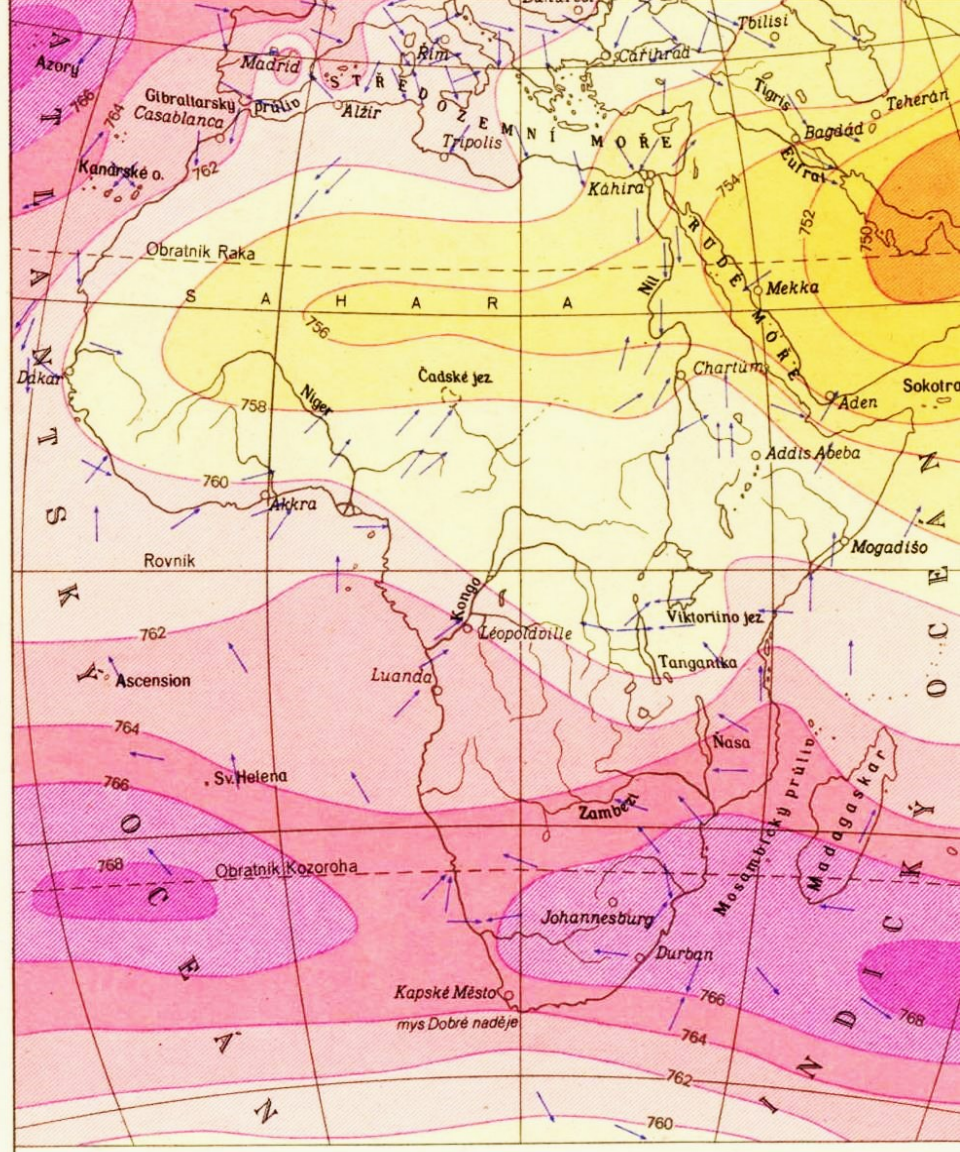 Tbilisi
Azory
Madrid
Řím
Cařihrad
766
764
STŘEDOZEMNÍ MOŘE
Tigris
Teherán
Gibraltarský průliv
Casablanca
Alžír
Tripolis
Bagdád
Eufrat
Kanárské o.
762
Káhira
754
752
750
Obratník Raka
RUDÉ MOŘE
Nil
Mekka
SAHARA
756
Dakar
Čadské jez.
Chartúm
Sokotra
758
Niger
Aden
Addis Abeba
760
Akkra
Mogadišo
Rovník
Kongo
762
Viktoriino jez.
Léopoldville
Tanganika
Ascension
Luanda
764
Ňasa
766
Sv. Helena
Zambezi
Mosambický průliv
Madagaskar
768
Obratník Kozoroha
Johannesburg
Durban
Kapské Město
766
768
mys Dobré naděje
764
762
760
ATLANTSKÝ OCEÁN
INDICKÝ OCEÁN